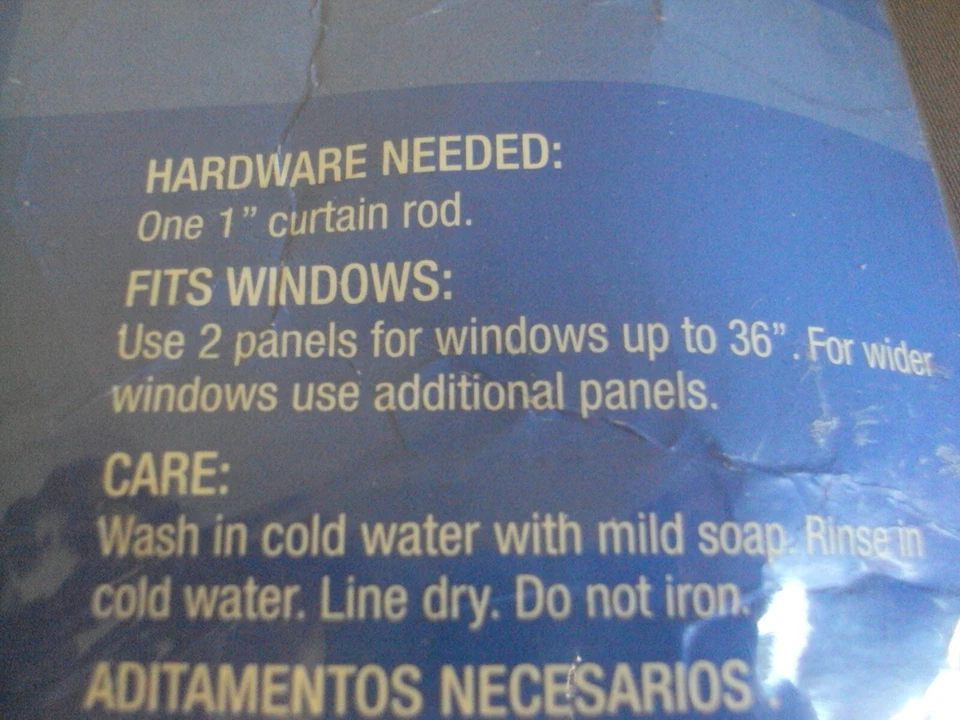 HARDWARE NEEDED:
One 1" curtain rod.
FITS WINDOWS:
Use 2 panels for windows up to 36". For wider
windows use additional panels.
CARE:
Wash in cold water with mild soap. Rinse in
cold water. Line dry. Do not iron.
ADITAMENTOS NECESARIOS: